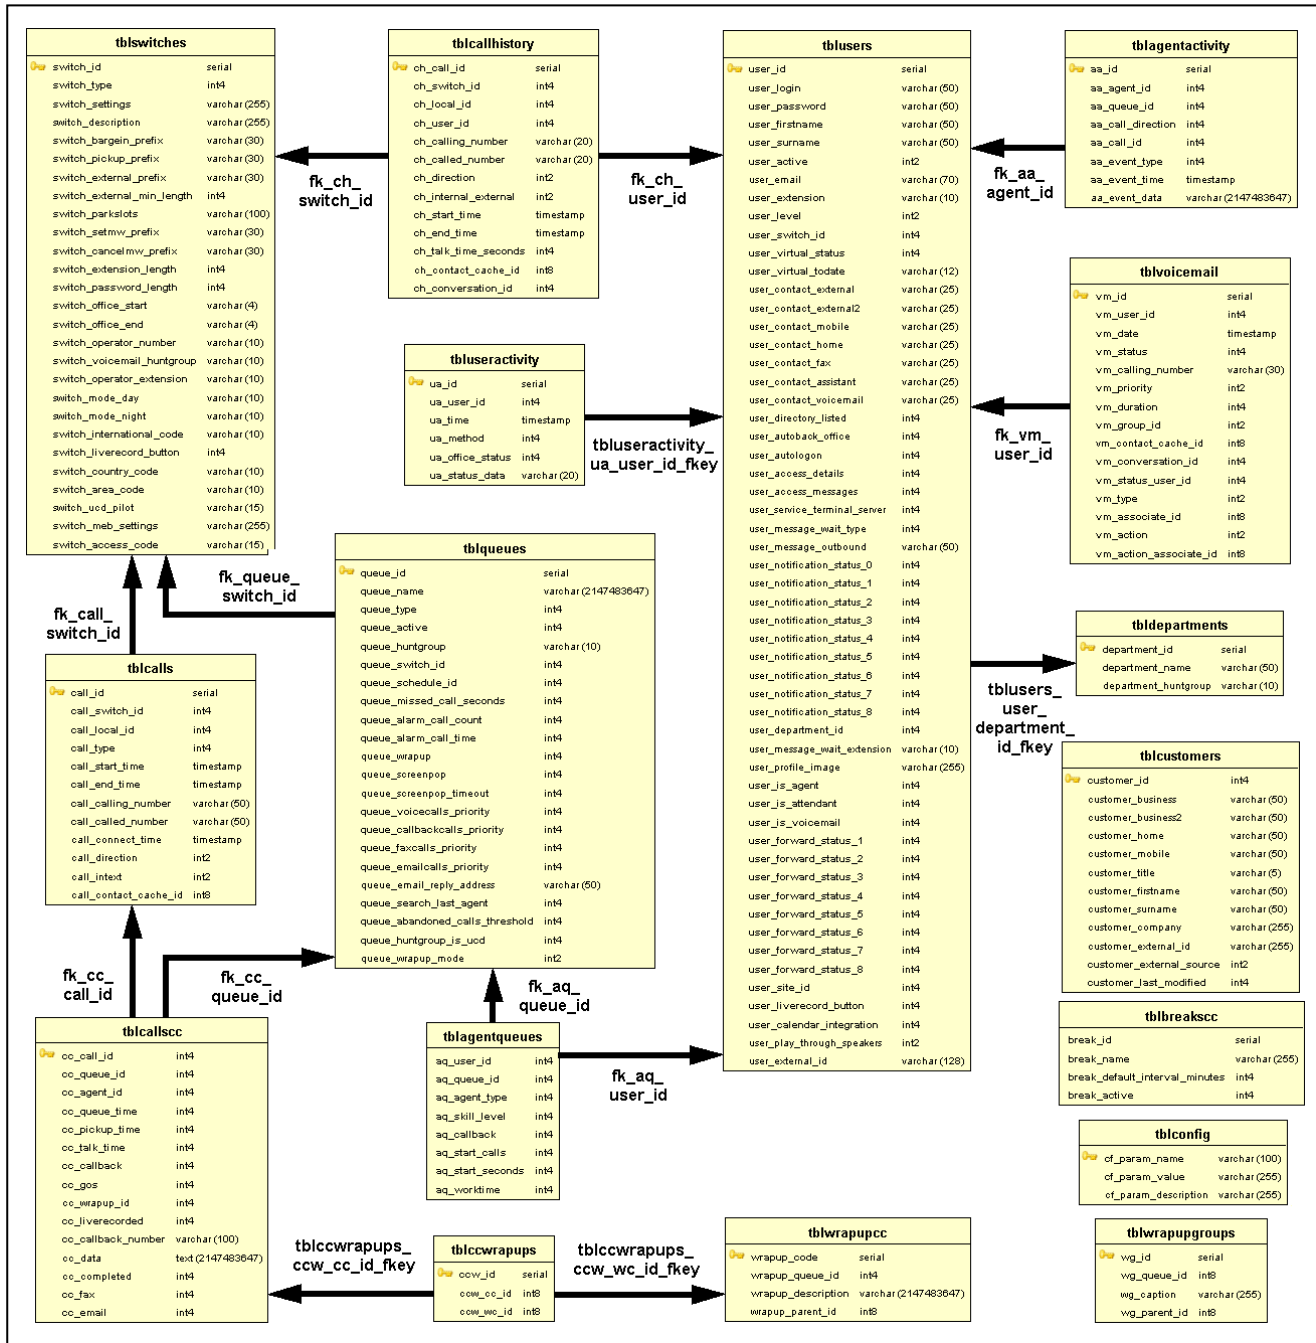 tblswitches
switch_id serial
switch_type int4
switch_settings varchar(255)
switch_description varchar(255)
switch_bargein_prefix varchar(30)
switch_pickup_prefix varchar(30)
switch_external_prefix varchar(30)
switch_external_min_length int4
switch_parkslots varchar(100)
switch_setmw_prefix varchar(30)
switch_cancelmw_prefix varchar(30)
switch_extension_length int4
switch_password_length int4
switch_office_start varchar(4)
switch_office_end varchar(4)
switch_operator_number varchar(10)
switch_voicemail_huntgroup varchar(10)
switch_operator_extension varchar(10)
switch_mode_day varchar(10)
switch_mode_night varchar(10)
switch_international_code varchar(10)
switch_liverecord_button int4
switch_country_code varchar(10)
switch_area_code varchar(10)
switch_ucd_pilot varchar(15)
switch_meb_settings varchar(255)
switch_access_code varchar(15)
fk_ch_
switch_id
tblcallhistory
ch_call_id serial
ch_switch_id int4
ch_local_id int4
ch_user_id int4
ch_calling_number varchar(20)
ch_called_number varchar(20)
ch_direction int2
ch_internal_external int2
ch_start_time timestamp
ch_end_time timestamp
ch_talk_time_seconds int4
ch_contact_cache_id int8
ch_conversation_id int4
fk_ch_
user_id
tblusers
user_id serial
user_login varchar(50)
user_password varchar(50)
user_firstname varchar(50)
user_surname varchar(50)
user_active int2
user_email varchar(70)
user_extension varchar(10)
user_level int2
user_switch_id int4
user_virtual_status int4
user_virtual_todate varchar(12)
user_contact_external varchar(25)
user_contact_external2 varchar(25)
user_contact_mobile varchar(25)
user_contact_home varchar(25)
user_contact_fax varchar(25)
user_contact_assistant varchar(25)
user_contact_voicemail varchar(25)
user_directory_listed int4
user_autoback_office int4
user_autologon int4
user_access_details int4
user_access_messages int4
user_service_terminal_server int4
user_message_wait_type int4
user_message_outbound varchar(50)
user_notification_status_0 int4
user_notification_status_1 int4
user_notification_status_2 int4
user_notification_status_3 int4
user_notification_status_4 int4
user_notification_status_5 int4
user_notification_status_6 int4
user_notification_status_7 int4
user_notification_status_8 int4
user_department_id int4
user_message_wait_extension varchar(10)
user_profile_image varchar(255)
user_is_agent int4
user_is_attendant int4
user_is_voicemail int4
user_forward_status_1 int4
user_forward_status_2 int4
user_forward_status_3 int4
user_forward_status_4 int4
user_forward_status_5 int4
user_forward_status_6 int4
user_forward_status_7 int4
user_forward_status_8 int4
user_site_id int4
user_liverecord_button int4
user_calendar_integration int4
user_play_through_speakers int2
user_external_id varchar(128)
fk_aa_
agent_id
tblagentactivity
aa_id serial
aa_agent_id int4
aa_queue_id int4
aa_call_direction int4
aa_call_id int4
aa_event_type int4
aa_event_time timestamp
aa_event_data varchar(2147483647)
tblvoicemail
vm_id serial
vm_user_id int4
vm_date timestamp
vm_status int4
vm_calling_number varchar(30)
vm_priority int2
vm_duration int4
vm_group_id int2
vm_contact_cache_id int8
vm_conversation_id int4
vm_status_user_id int4
vm_type int2
vm_associate_id int8
vm_action int2
vm_action_associate_id int8
fk_vm_
user_id
tbluseractivity
ua_id serial
ua_user_id int4
ua_time timestamp
ua_method int4
ua_office_status int4
ua_status_data varchar(20)
tbluseractivity_
ua_user_id_fkey
tblqueues
queue_id serial
queue_name varchar(2147483647)
queue_type int4
queue_active int4
queue_huntgroup varchar(10)
queue_switch_id int4
queue_schedule_id int4
queue_missed_call_seconds int4
queue_alarm_call_count int4
queue_alarm_call_time int4
queue_wrapup int4
queue_screenpop int4
queue_screenpop_timeout int4
queue_voicecalls_priority int4
queue_callbackcalls_priority int4
queue_faxcalls_priority int4
queue_emailcalls_priority int4
queue_email_reply_address varchar(50)
queue_search_last_agent int4
queue_abandoned_calls_threshold int4
queue_huntgroup_is_ucd int4
queue_wrapup_mode int2
fk_queue_
switch_id
fk_call_
switch_id
tblcalls
call_id serial
call_switch_id int4
call_local_id int4
call_type int4
call_start_time timestamp
call_end_time timestamp
call_calling_number varchar(50)
call_called_number varchar(50)
call_connect_time timestamp
call_direction int2
call_intext int2
call_contact_cache_id int8
tbldepartments
department_id serial
department_name varchar(50)
department_huntgroup varchar(10)
tblusers_
user_
department_
id_fkey
tblcustomers
customer_id int4
customer_business varchar(50)
customer_business2 varchar(50)
customer_home varchar(50)
customer_mobile varchar(50)
customer_title varchar(5)
customer_firstname varchar(50)
customer_surname varchar(50)
customer_company varchar(255)
customer_external_id varchar(255)
customer_external_source int2
customer_last_modified int4
fk_cc_
call_id
fk_cc_
queue_id
fk_aq_
queue_id
tblcallscc
cc_call_id int4
cc_queue_id int4
cc_agent_id int4
cc_queue_time int4
cc_pickup_time int4
cc_talk_time int4
cc_callback int4
cc_gos int4
cc_wrapup_id int4
cc_liverecorded int4
cc_callback_number varchar(100)
cc_data text(2147483647)
cc_completed int4
cc_fax int4
cc_email int4
tblagentqueues
aq_user_id int4
aq_queue_id int4
aq_agent_type int4
aq_skill_level int4
aq_callback int4
aq_start_calls int4
aq_start_seconds int4
aq_worktime int4
fk_aq_
user_id
tblbreakscc
break_id serial
break_name varchar(255)
break_default_interval_minutes int4
break_active int4
tblconfig
cf_param_name varchar(100)
cf_param_value varchar(255)
cf_param_description varchar(255)
tblccwrapups_
ccw_cc_id_fkey
tblccwrapups
ccw_id serial
ccw_cc_id int8
ccw_wc_id int8
tblccwrapups_
ccw_wc_id_fkey
tblwrapupcc
wrapup_code serial
wrapup_queue_id int4
wrapup_description varchar(2147483647)
wrapup_parent_id int8
tblwrapupgroups
wg_id serial
wg_queue_id int8
wg_caption varchar(255)
wg_parent_id int8